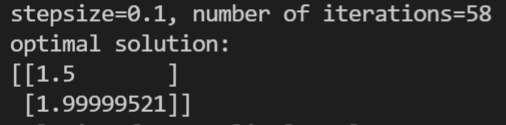 stepsize=0.1, number of iterations=58
optimal solution:
[[1.5       ]
 [1.99999521]]